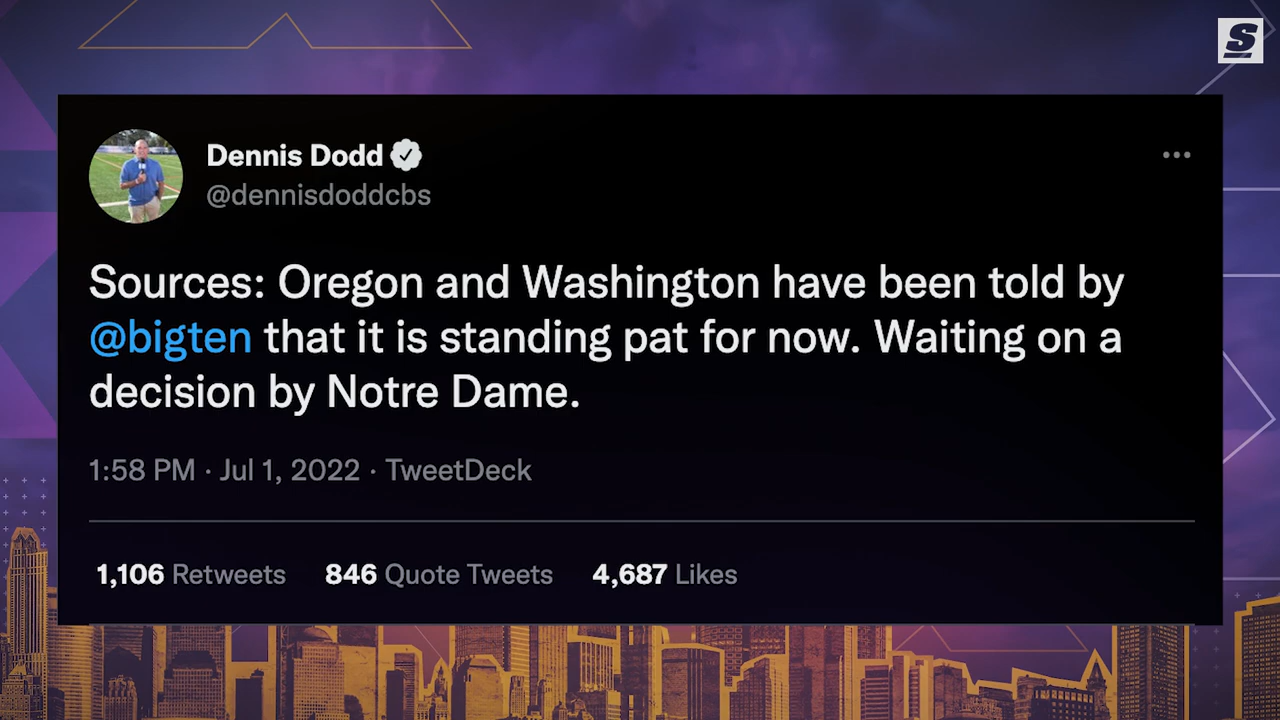 S
Dennis Dodd
@dennisdoddcbs
Sources: Oregon and Washington have been told by
@bigten that it is standing pat for now. Waiting on a
decision by Notre Dame.
1:58 PM · Jul 1, 2022 · TweetDeck
1,106 Retweets 846 Quote Tweets 4,687 Likes